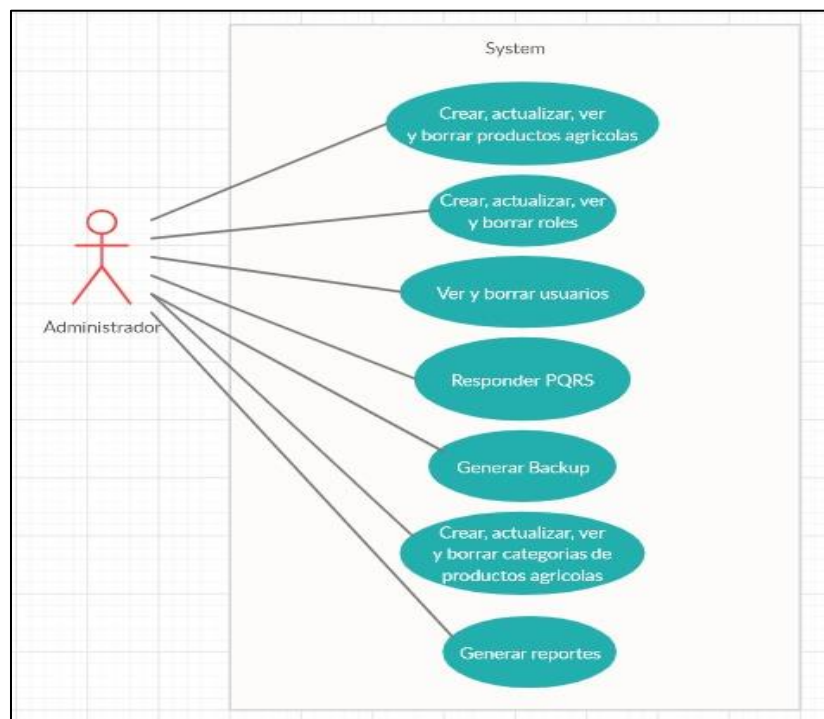 System
Crear, actualizar, ver
y borrar productos agricolas
Crear, actualizar, ver
y borrar roles
Ver y borrar usuarios
Administrador
Responder PQRS
Generar Backup
Crear, actualizar, ver
y borrar categorias de
productos agricolas
Generar reportes